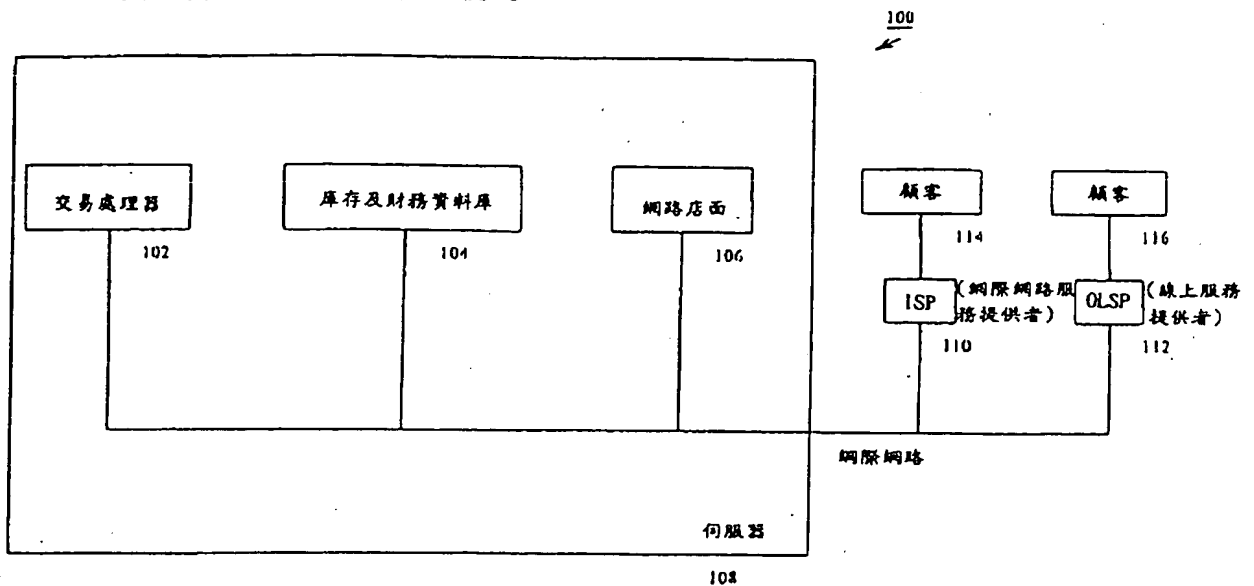 100
交易處理器
102
庫存及財務資料庫
104
網路店面
106
顧客
114
顧客
116
ISP
(網際網路服
務提供者)
110
OLSP
(線上服務
提供者)
112
網際網路
伺服器
108